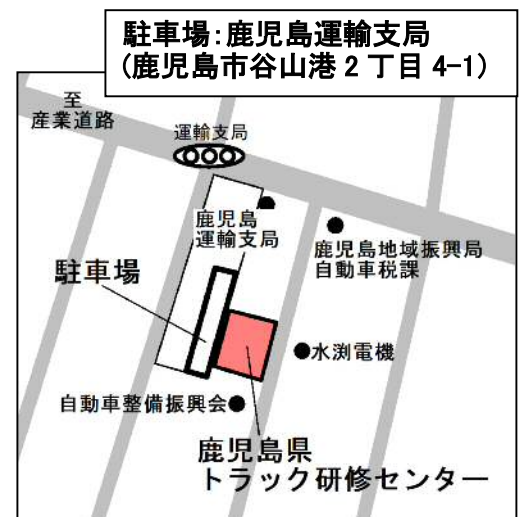 駐車場:鹿児島運輸支局
(鹿児島市谷山港2丁目4-1)
至
産業道路
運輸支局
鹿児島
運輸支局
鹿児島地域振興局
自動車税課
駐車場
水測電機
自動車整備振興会
鹿児島県
トラック研修センター